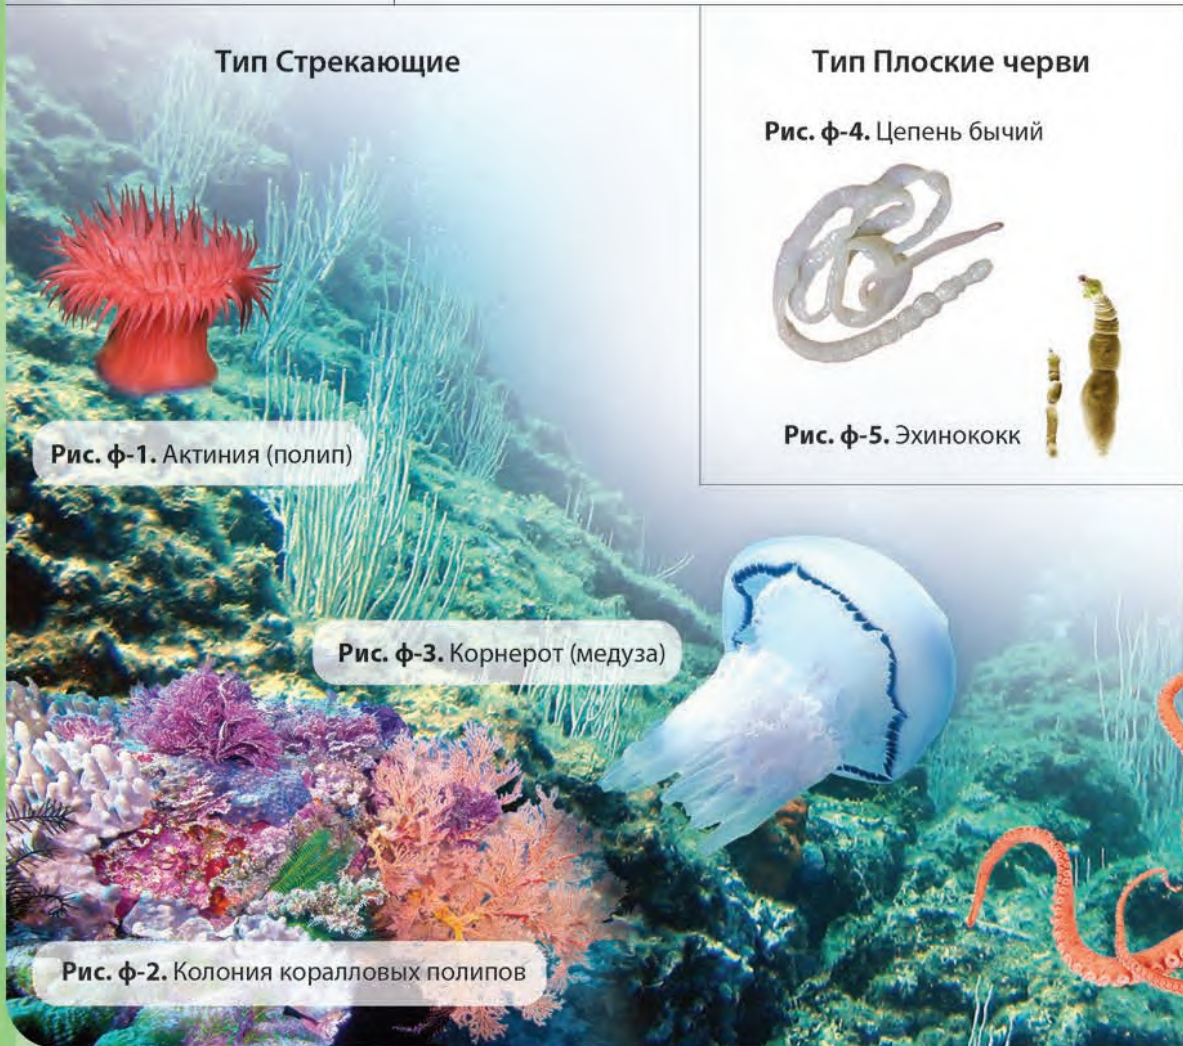 Тип Стрекающие
Тип Плоские черви
Рис. ф-4. Цепень бычий
Рис. ф-5. Эхинококк
Рис. ф-1. Актиния (полип)
Рис. ф-3. Корнерот (медуза)
Рис. ф-2. Колония коралловых полипов